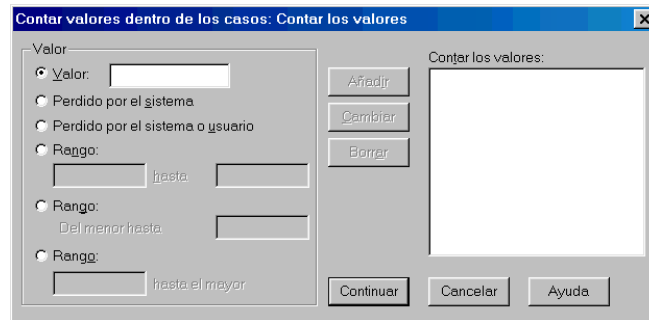 Contar valores dentro de los casos: Contar los valores
Valor
Valor:
Perdido por el sistema
Perdido por el sistema o usuario
Rango:
hasta
Rango:
Del menor hasta
Rango:
hasta el mayor
Añadir
Cambiar
Borrar
Contar los valores:
Continuar
Cancelar
Ayuda